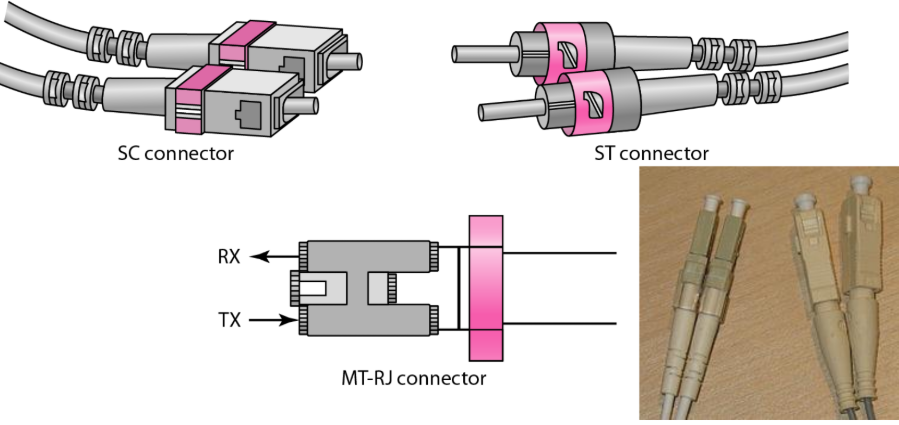 SC connector
ST connector
RX
TX
MT-RJ connector